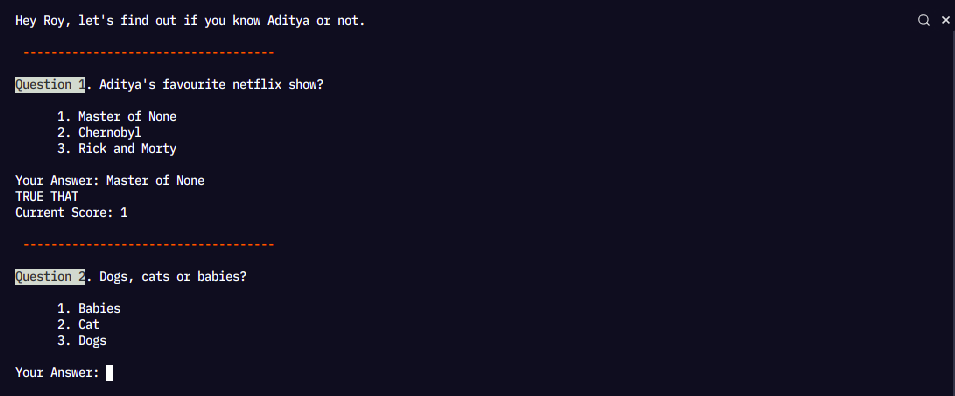 Hey Roy, let's find out if you know Aditya or not.
------------------------------------
Question 1. Aditya's favourite netflix show?
1. Master of None
2. Chernobyl
3. Rick and Morty
Your Answer: Master of None
TRUE THAT
Current Score: 1
------------------------------------
Question 2. Dogs, cats or babies?
1. Babies
2. Cat
3. Dogs
Your Answer: